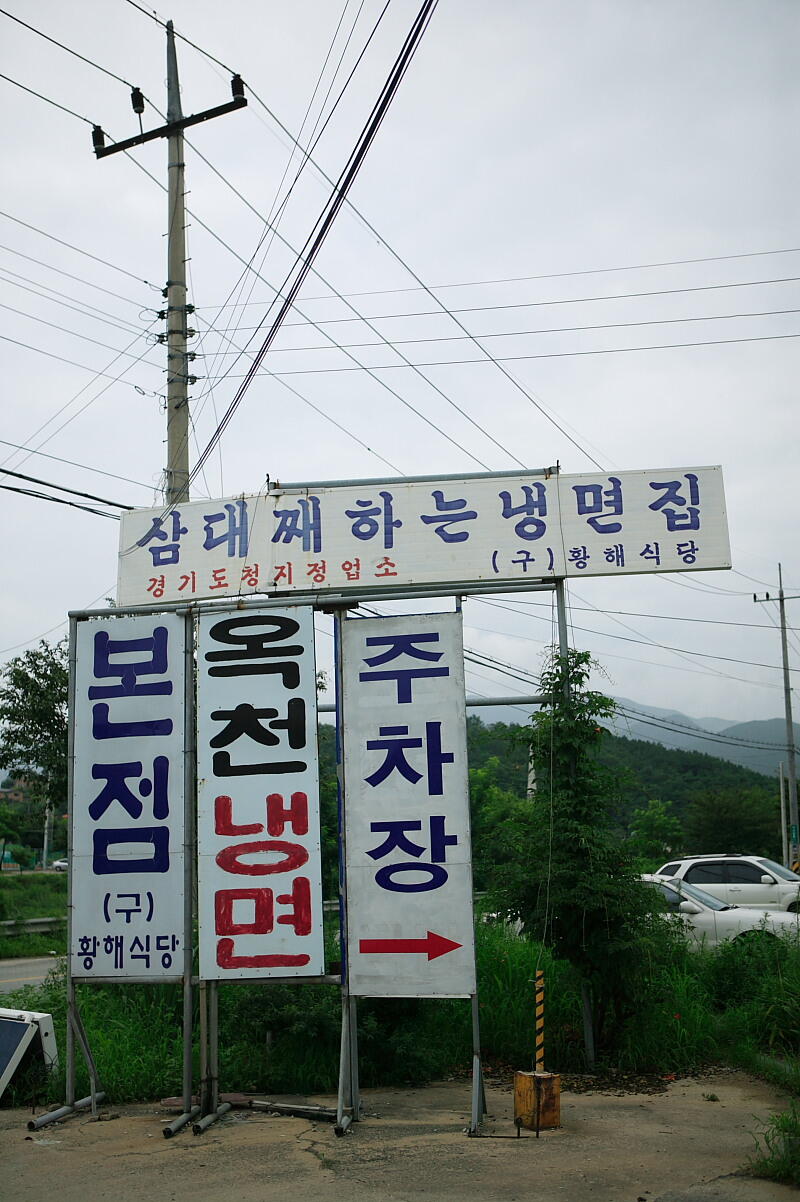 삼대째하는냉면집
경기도청지정업소 (구)황해식당
본점
(구)
황해식당
옥천
냉면
주차장